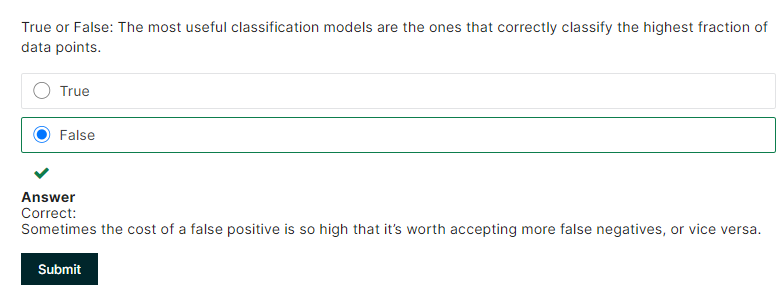 True or False: The most useful classification models are the ones that correctly classify the highest fraction of
data points.
True
False
Answer
Correct:
Sometimes the cost of a false positive is so high that it’s worth accepting more false negatives, or vice versa.
Submit